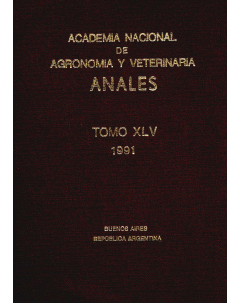 ACADEMIA NACIONAL
DE
AGRONOMIA Y VETERINARIA
ANALES
TOMO XLV
1991
BUENOS AIRES
REPUBLICA ARGENTINA